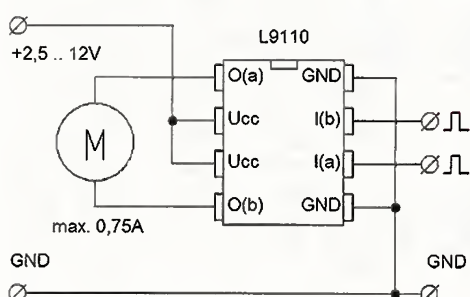 L9110
+2,5 .. 12V
O(a) GND
Ucc I(b)
M
Ucc I(a)
O(b) GND
max. 0,75A
GND GND